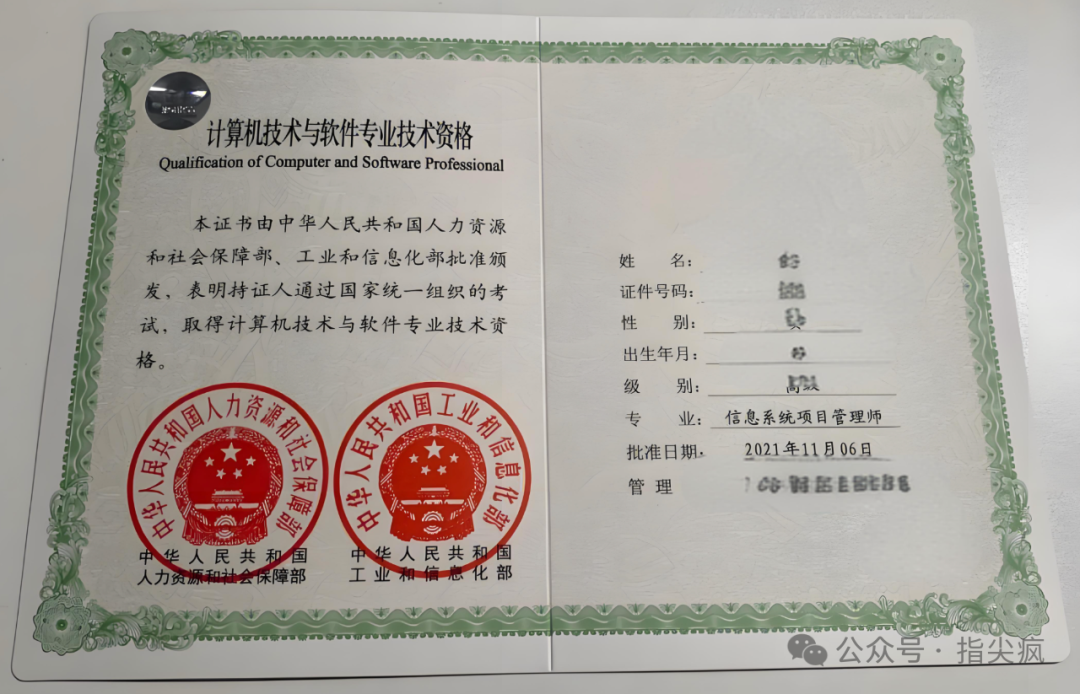 计算机技术与软件专业技术资格
Qualification of Computer and Software Professional
本证书由中华人民共和国人力资源
和社会保障部、工业和信息化部批准颁
发，表明持证人通过国家统一组织的考
试，取得计算机技术与软件专业技术资
格。
中华人民共和国人力资源和社会保障部
中华人民共和国工业和信息化部
中华人民共和国
人力资源和社会保障部
中华人民共和国
工业和信息化部
姓 名：
证件号码：
性 别：
出生年月：
级 别：
专 业：信息系统项目管理师
批准日期：2021年11月06日
管 理
公众号·指尖疯